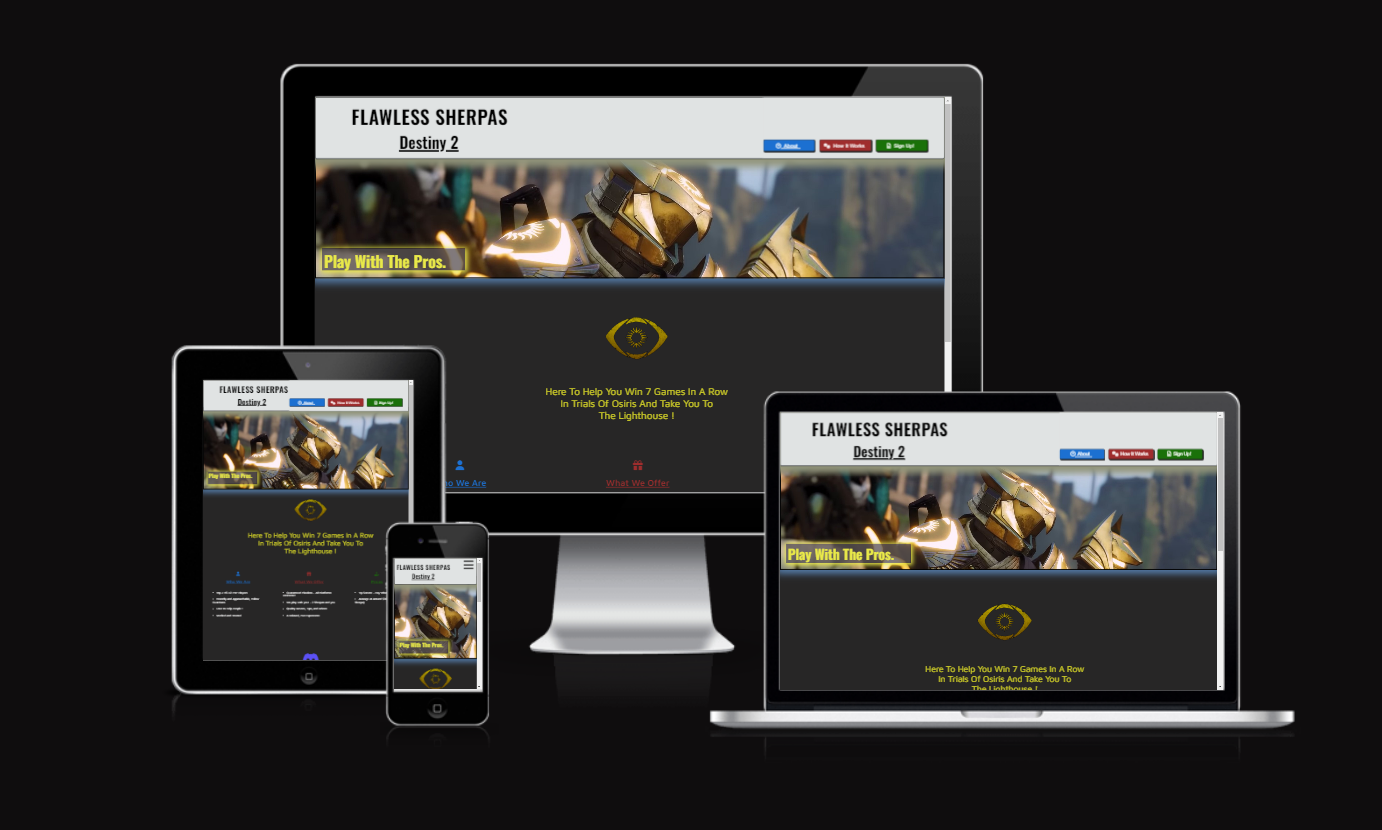 FLAWLESS SHERPAS
Destiny 2
About
How It Works
Sign Up!
Play With The Pros.
Here To Help You Win 7 Games In A Row
In Trials Of Osiris And Take You To
The Lighthouse !
o We Are
What We Offer
FLAWLESS SHERPAS
Destiny 2
About
How It Works
Sign Up!
Play With The Pros.
Here To Help You Win 7 Games In A Row
In Trials Of Osiris And Take You To
The Lighthouse !
Who We Are
What We Offer
FLAWLESS SHERPAS
Destiny 2
Play With The Pros.
FLAWLESS SHERPAS
Destiny 2
About
How It Works
Sign Up!
Play With The Pros.
Here To Help You Win 7 Games In A Row
In Trials Of Osiris And Take You To
The Lighthouse !